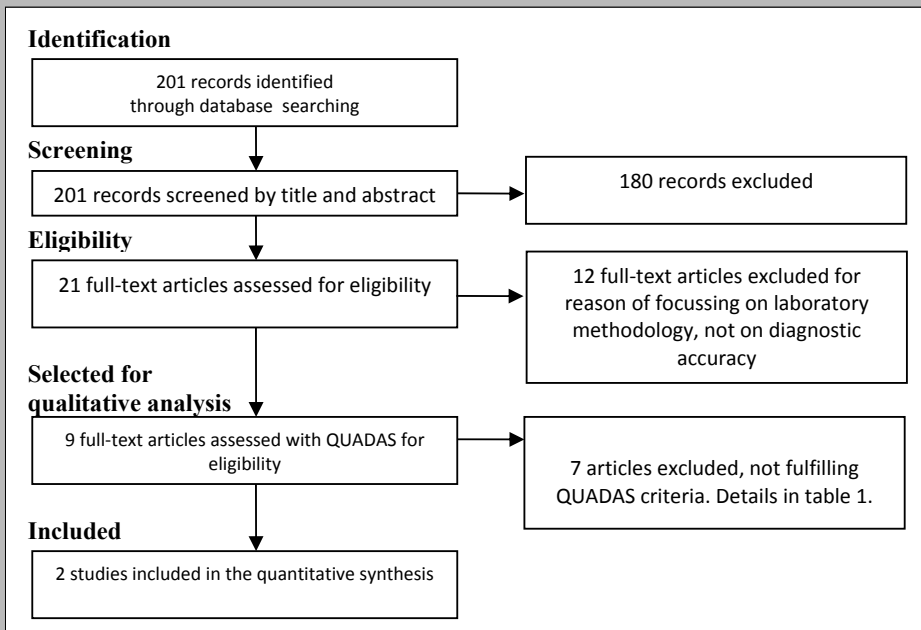 Identification
201 records identified
through database searching
Screening
201 records screened by title and abstract
180 records excluded
Eligibility
21 full-text articles assessed for eligibility
12 full-text articles excluded for
reason of focussing on laboratory
methodology, not on diagnostic
accuracy
Selected for
qualitative analysis
9 full-text articles assessed with QUADAS for
eligibility
7 articles excluded, not fulfilling
QUADAS criteria. Details in table 1.
Included
2 studies included in the quantitative synthesis